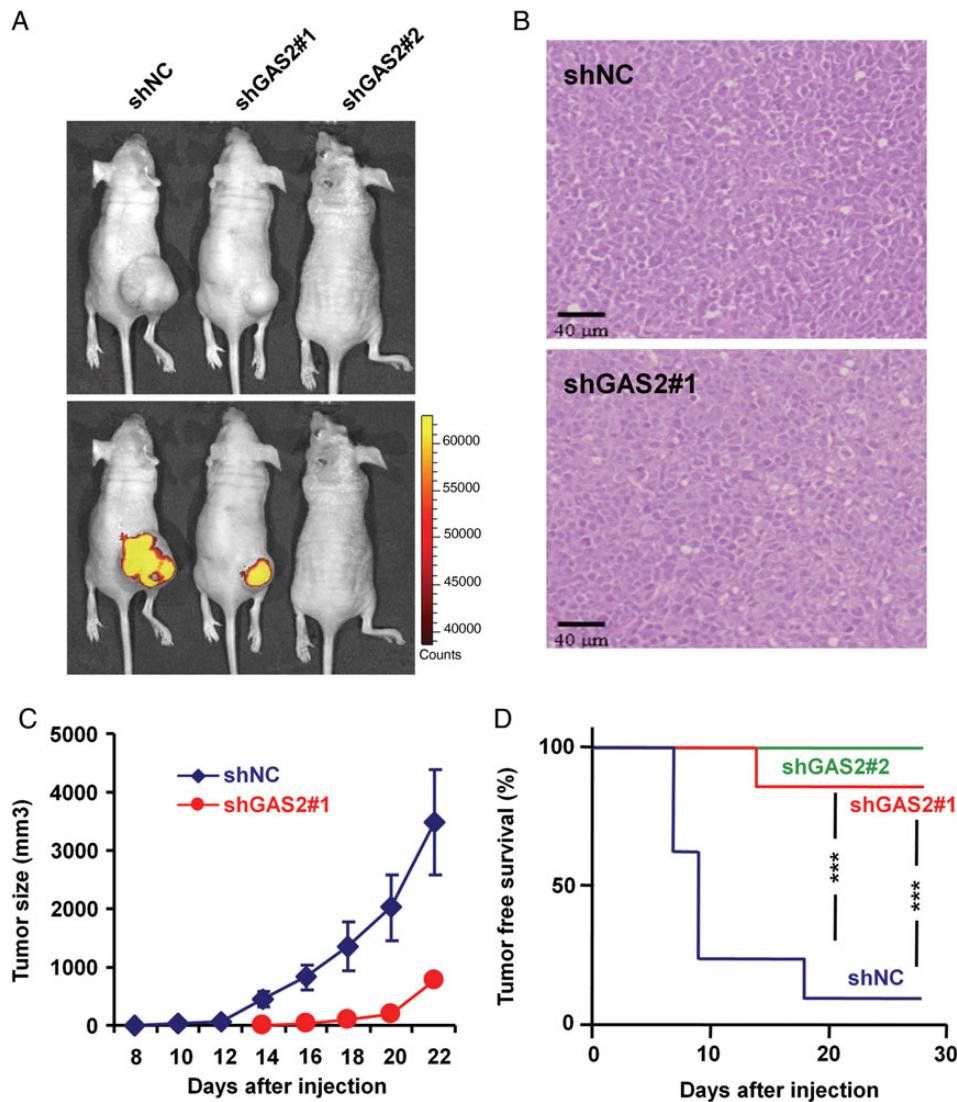 A
shNC
shGAS2#1
shGAS2#2
60000
55000
50000
45000
40000
Counts
B
shNC
40 µm
shGAS2#1
40 µm
C
5000
4000
3000
2000
1000
0
Tumor size (mm3)
shNC
shGAS2#1
8 10 12 14 16 18 20 22
Days after injection
D
100
50
0
Tumor free survival (%)
shGAS2#2
shGAS2#1
***
***
shNC
0 10 20 30
Days after injection